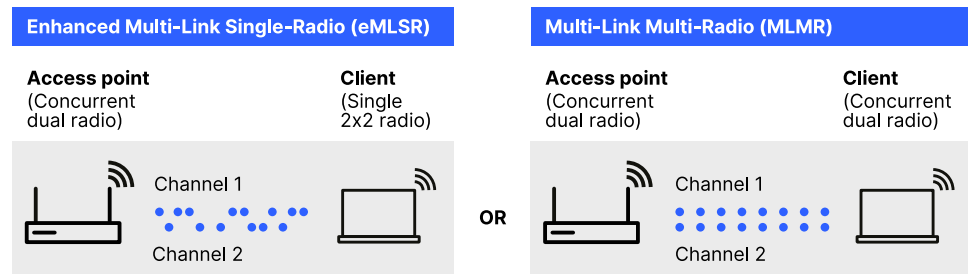 Enhanced Multi-Link Single-Radio (eMLSR)
Access point
(Concurrent
dual radio)
Client
(Single
2x2 radio)
Channel 1
Channel 2
OR
Multi-Link Multi-Radio (MLMR)
Access point
(Concurrent
dual radio)
Client
(Concurrent
dual radio)
Channel 1
Channel 2